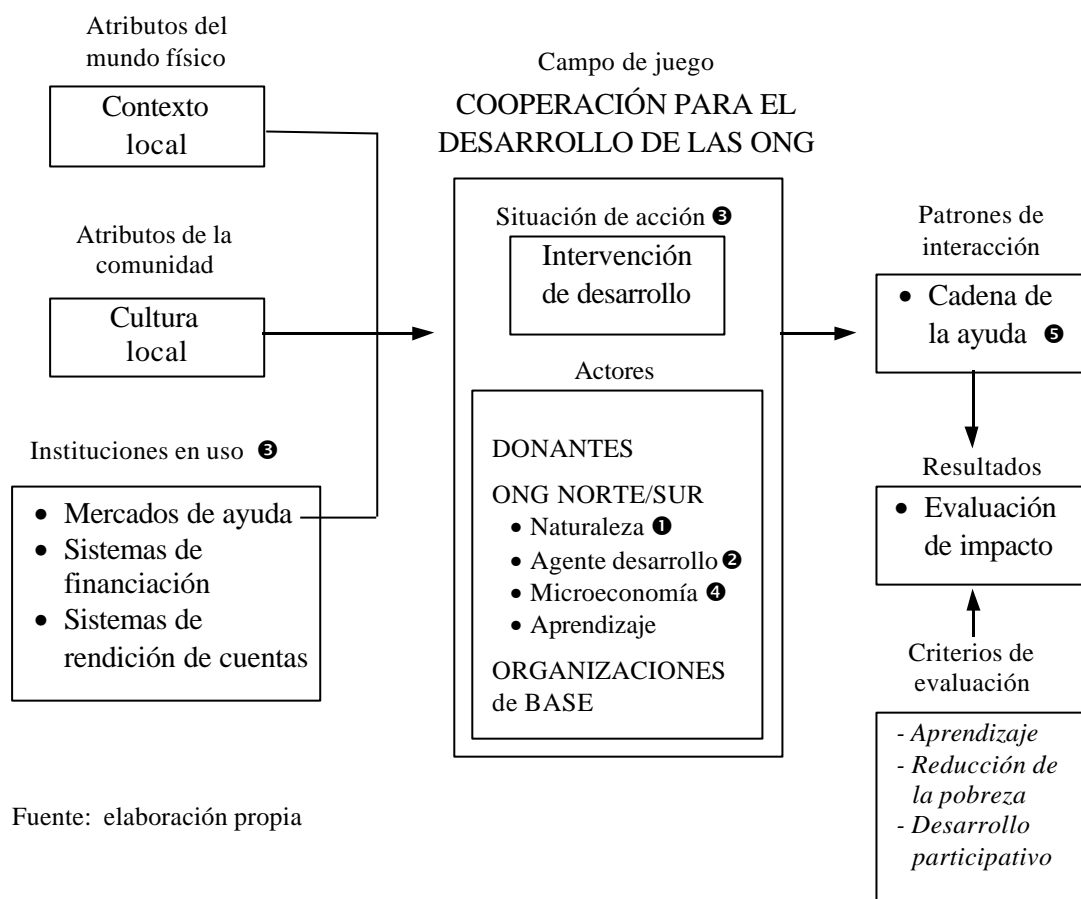 Atributos del
mundo físico
Contexto
local
Atributos de la
comunidad
Cultura
local
Instituciones en uso ❸
• Mercados de ayuda
• Sistemas de
financiación
• Sistemas de
rendición de cuentas
Campo de juego
COOPERACIÓN PARA EL
DESARROLLO DE LAS ONG
Situación de acción ❸
Intervención
de desarrollo
Actores
DONANTES
ONG NORTE/SUR
• Naturaleza ❶
• Agente desarrollo ❷
• Microeconomía ❹
• Aprendizaje
ORGANIZACIONES
de BASE
Patrones de
interacción
• Cadena de
la ayuda ❺
Resultados
• Evaluación
de impacto
Criterios de
evaluación
- Aprendizaje
- Reducción de
la pobreza
- Desarrollo
participativo
Fuente: elaboración propia